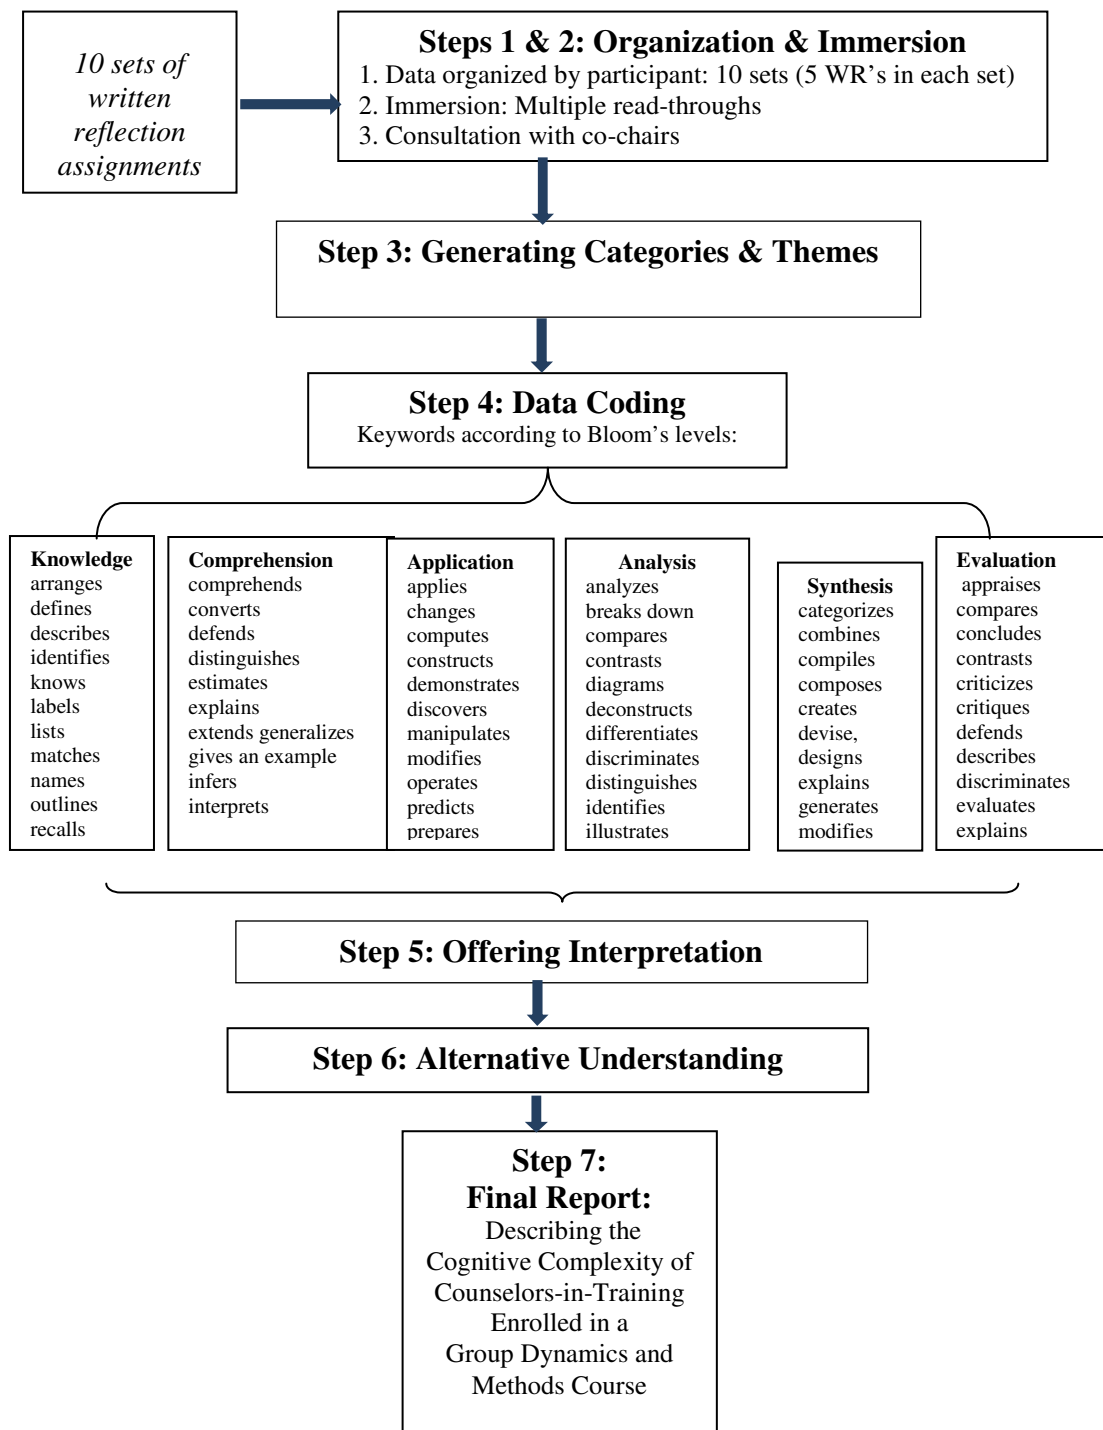 10 sets of
written
reflection
assignments
Steps 1 & 2: Organization & Immersion
1. Data organized by participant: 10 sets (5 WR's in each set)
2. Immersion: Multiple read-throughs
3. Consultation with co-chairs
Step 3: Generating Categories & Themes
Step 4: Data Coding
Keywords according to Bloom's levels:
Knowledge
arranges
defines
describes
identifies
knows
labels
lists
matches
names
outlines
recalls
Comprehension
comprehends
converts
defends
distinguishes
estimates
explains
extends generalizes
gives an example
infers
interprets
Application
applies
changes
computes
constructs
demonstrates
discovers
manipulates
modifies
operates
predicts
prepares
Analysis
analyzes
breaks down
compares
contrasts
diagrams
deconstructs
differentiates
discriminates
distinguishes
identifies
illustrates
Synthesis
categorizes
combines
compiles
composes
creates
devise,
designs
explains
generates
modifies
Evaluation
appraises
compares
concludes
contrasts
criticizes
critiques
defends
describes
discriminates
evaluates
explains
Step 5: Offering Interpretation
Step 6: Alternative Understanding
Step 7:
Final Report:
Describing the
Cognitive Complexity of
Counselors-in-Training
Enrolled in a
Group Dynamics and
Methods Course